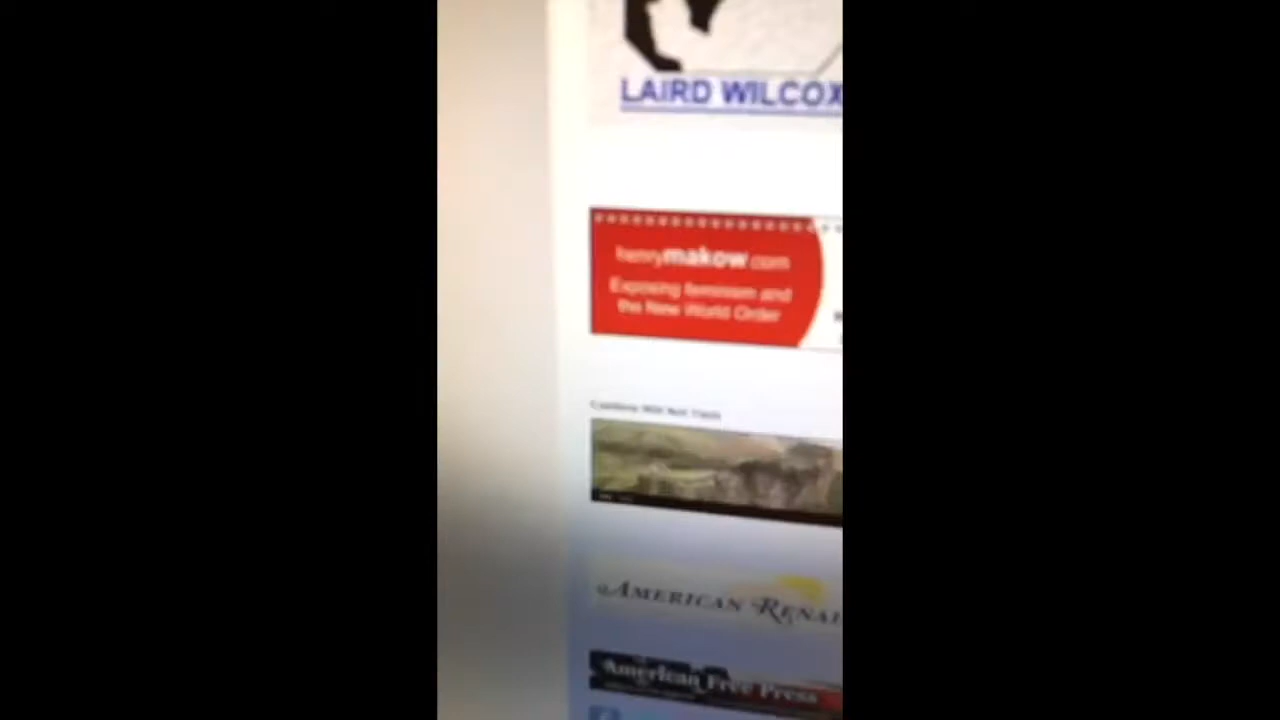 LAIRD WILCOX
henrymakow.com
Exposing feminism and
the New World Order
AMERICAN RENAI
American Free Press